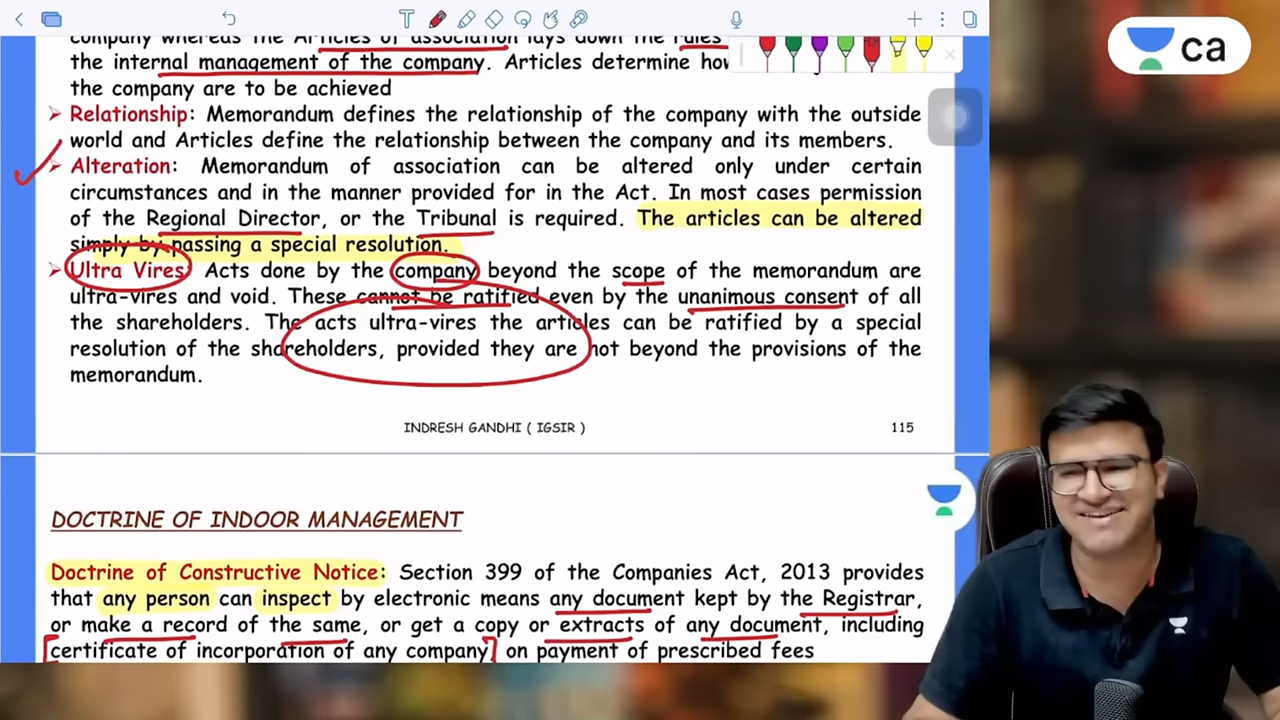 ca
company whereas the Articles of association lays down the rules
the internal management of the company. Articles determine how
the company are to be achieved
➢ Relationship: Memorandum defines the relationship of the company with the outside
world and Articles define the relationship between the company and its members.
➢ Alteration: Memorandum of association can be altered only under certain
circumstances and in the manner provided for in the Act. In most cases permission
of the Regional Director, or the Tribunal is required. The articles can be altered
simply by passing a special resolution.
➢ Ultra Vires: Acts done by the company beyond the scope of the memorandum are
ultra-vires and void. These cannot be ratified even by the unanimous consent of all
the shareholders. The acts ultra-vires the articles can be ratified by a special
resolution of the shareholders, provided they are not beyond the provisions of the
memorandum.
INDRESH GANDHI ( IGSIR )
115
DOCTRINE OF INDOOR MANAGEMENT
Doctrine of Constructive Notice: Section 399 of the Companies Act, 2013 provides
that any person can inspect by electronic means any document kept by the Registrar,
or make a record of the same, or get a copy or extracts of any document, including
certificate of incorporation of any company] on payment of prescribed fees